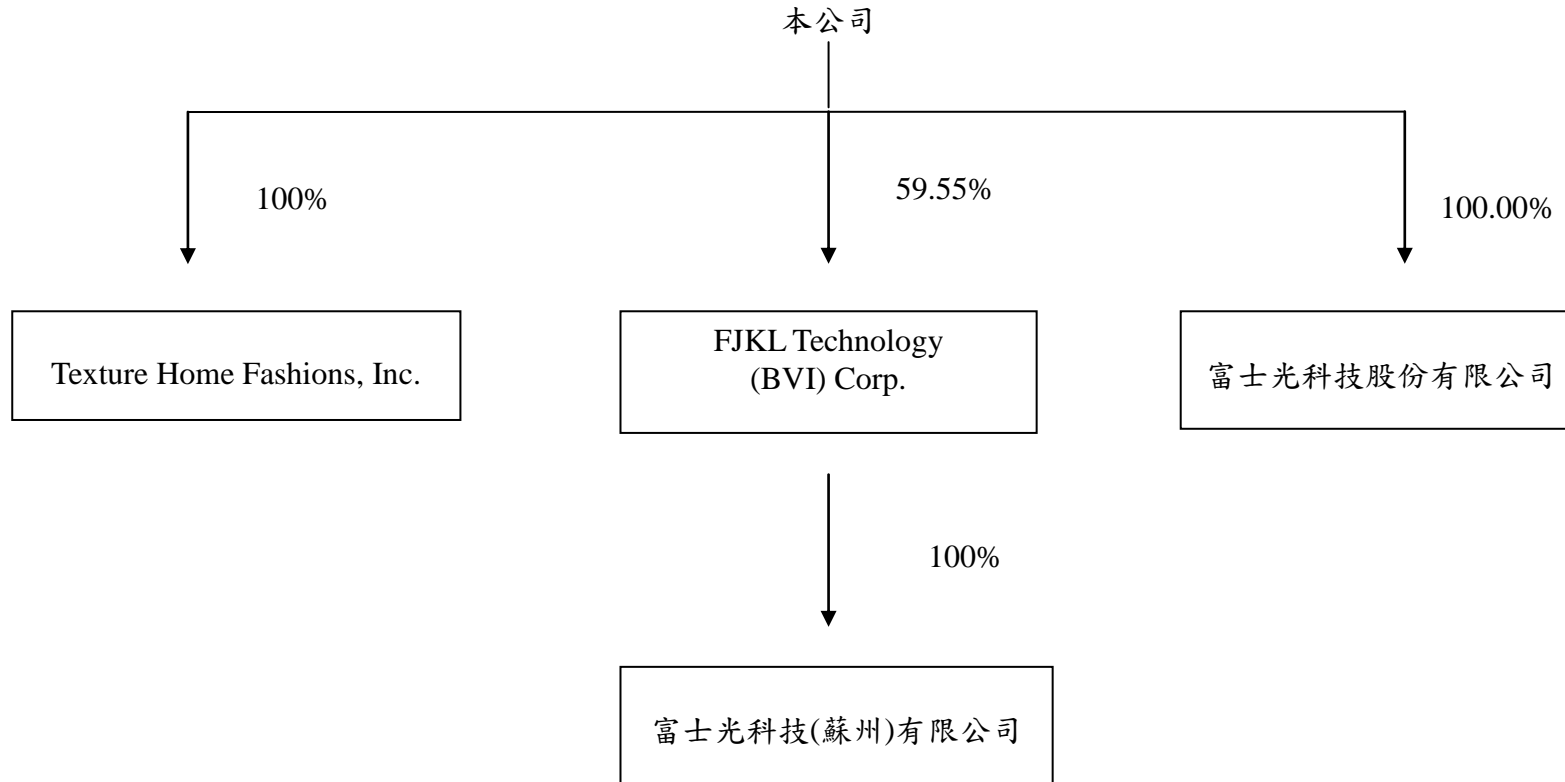 本公司
100%
59.55%
100.00%
Texture Home Fashions, Inc.
FJKL Technology
(BVI) Corp.
富士光科技股份有限公司
100%
富士光科技(蘇州)有限公司